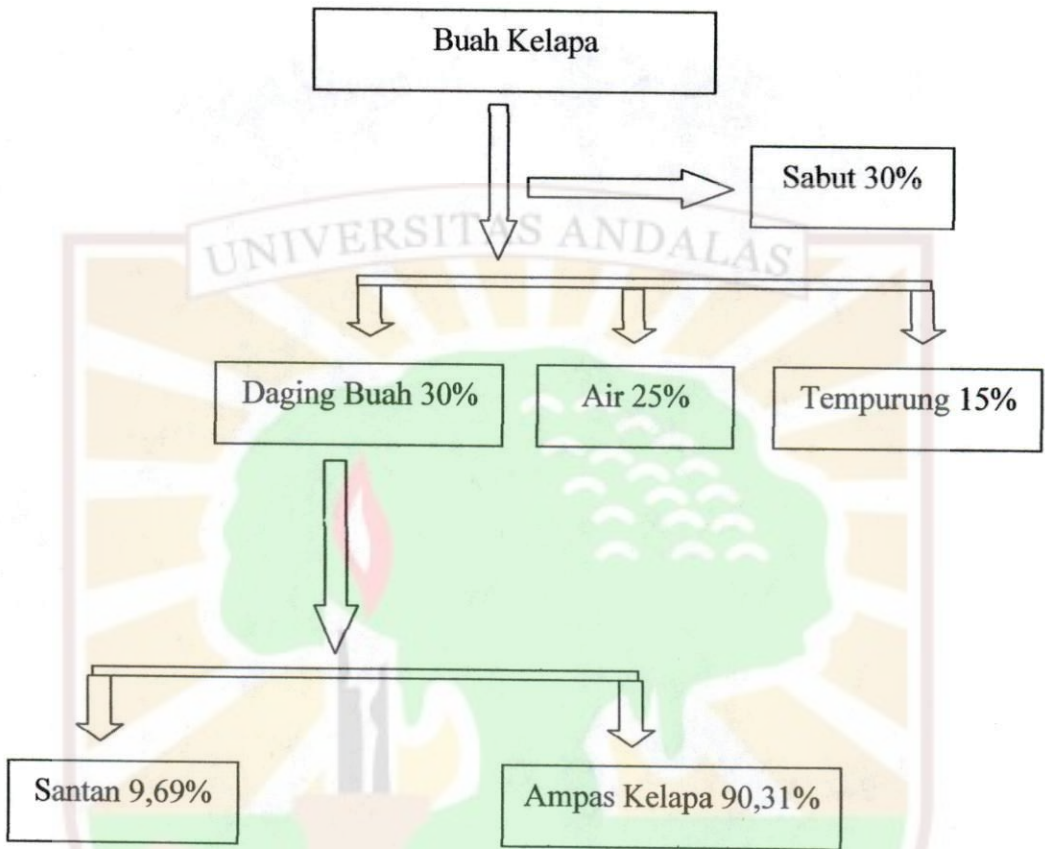 Buah Kelapa
Sabut 30%
UNIVERSITAS ANDALAS
Daging Buah 30%
Air 25%
Tempurung 15%
Santan 9,69%
Ampas Kelapa 90,31%